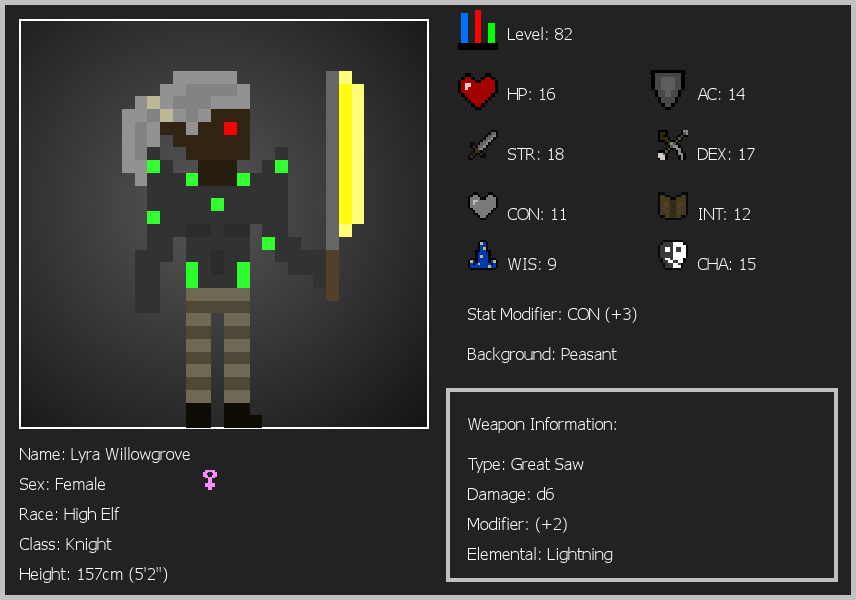 Level: 82
HP: 16
AC: 14
STR: 18
DEX: 17
CON: 11
INT: 12
WIS: 9
CHA: 15
Stat Modifier: CON (+3)
Background: Peasant
Weapon Information:
Type: Great Saw
Damage: d6
Modifier: (+2)
Elemental: Lightning
Name: Lyra Willowgrove
Sex: Female
Race: High Elf
Class: Knight
Height: 157cm (5'2")